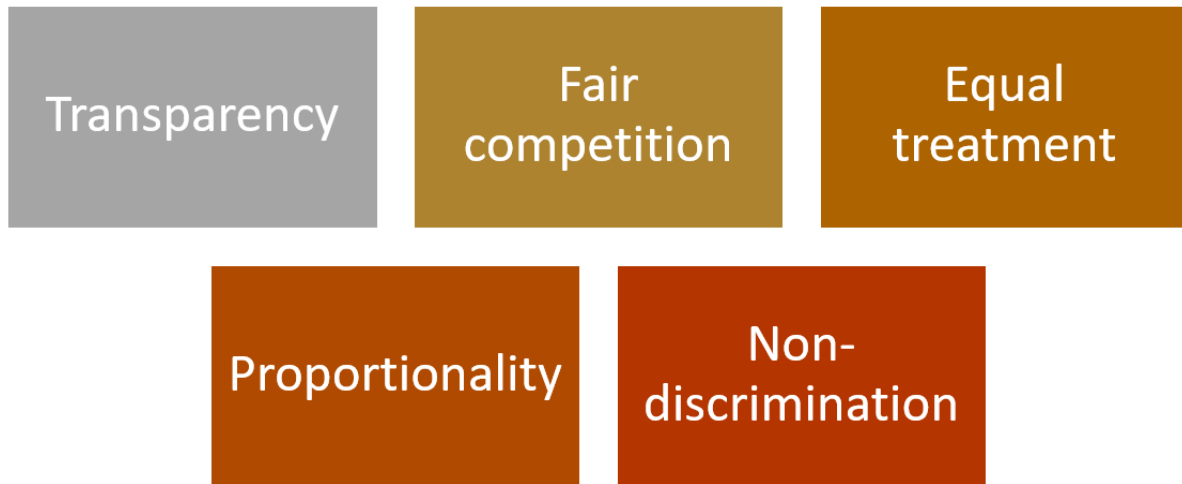 Transparency
Fair
competition
Equal
treatment
Proportionality
Non-
discrimination